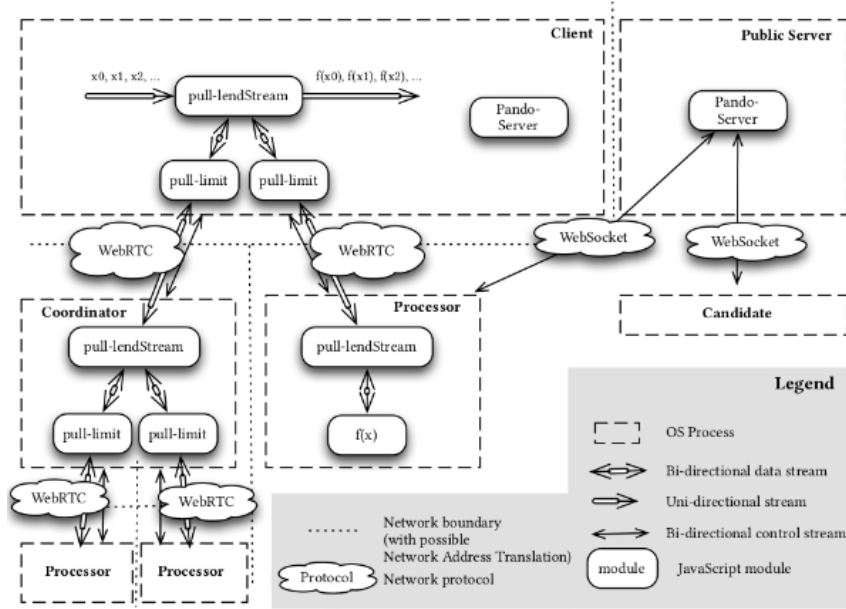 Client
Public Server
x0, x1, x2, ...
f(x0), f(x1), f(x2), ...
pull-lendStream
Pando-
Server
Pando-
Server
pull-limit
pull-limit
WebRTC
WebRTC
WebSocket
WebSocket
Coordinator
Processor
Candidate
pull-lendStream
pull-lendStream
pull-limit
pull-limit
f(x)
WebRTC
WebRTC
Processor
Processor
Legend
OS Process
Bi-directional data stream
Uni-directional stream
Bi-directional control stream
module
JavaScript module
Network boundary
(with possible
Network Address Translation)
Protocol
Network protocol